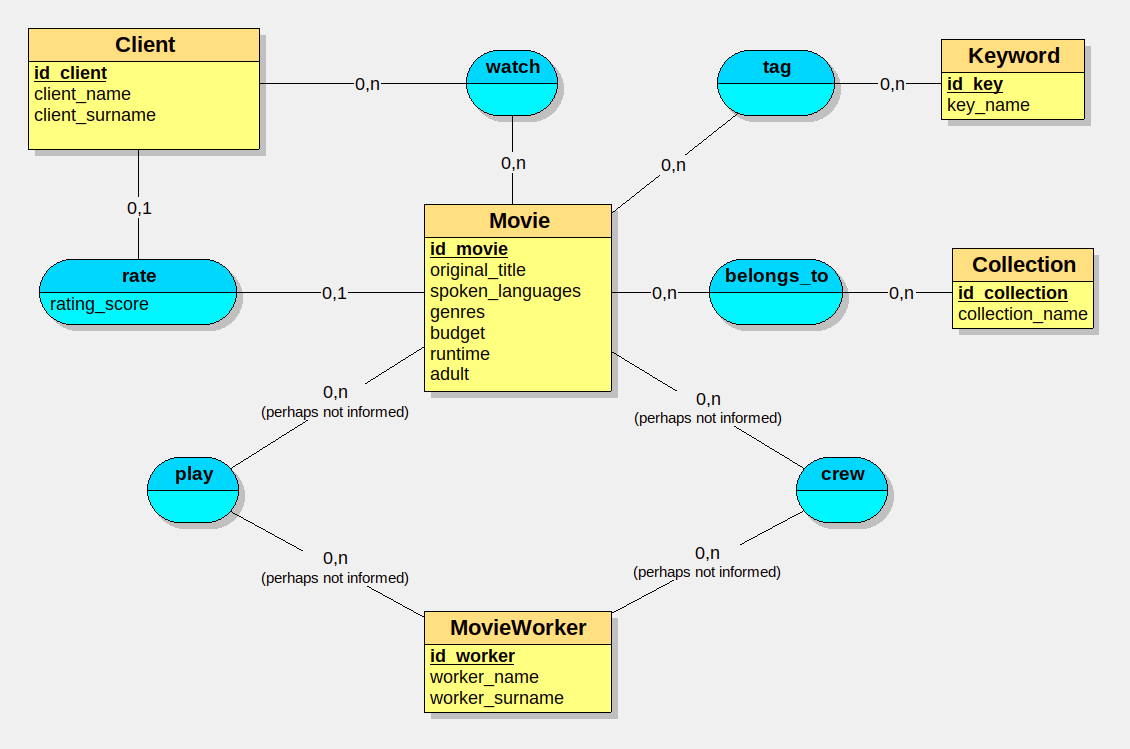 Client
id_client
client_name
client_surname
0,n
watch
tag
0,n
Keyword
id_key
key_name
0,1
0,n
0,n
rate
rating_score
0,1
Movie
id_movie
original_title
spoken_languages
genres
budget
runtime
adult
0,n
belongs_to
0,n
Collection
id_collection
collection_name
0,n
(perhaps not informed)
0,n
(perhaps not informed)
play
crew
0,n
(perhaps not informed)
0,n
(perhaps not informed)
MovieWorker
id_worker
worker_name
worker_surname